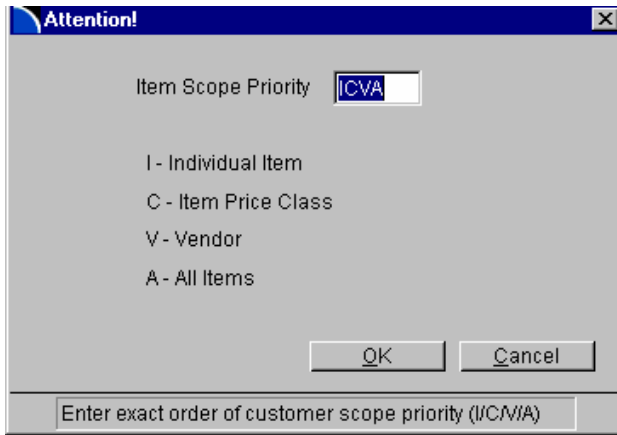 Attention!
Item Scope Priority ICVA
I - Individual Item
C - Item Price Class
V - Vendor
A - All Items
OK Cancel
Enter exact order of customer scope priority (I/C/V/A)